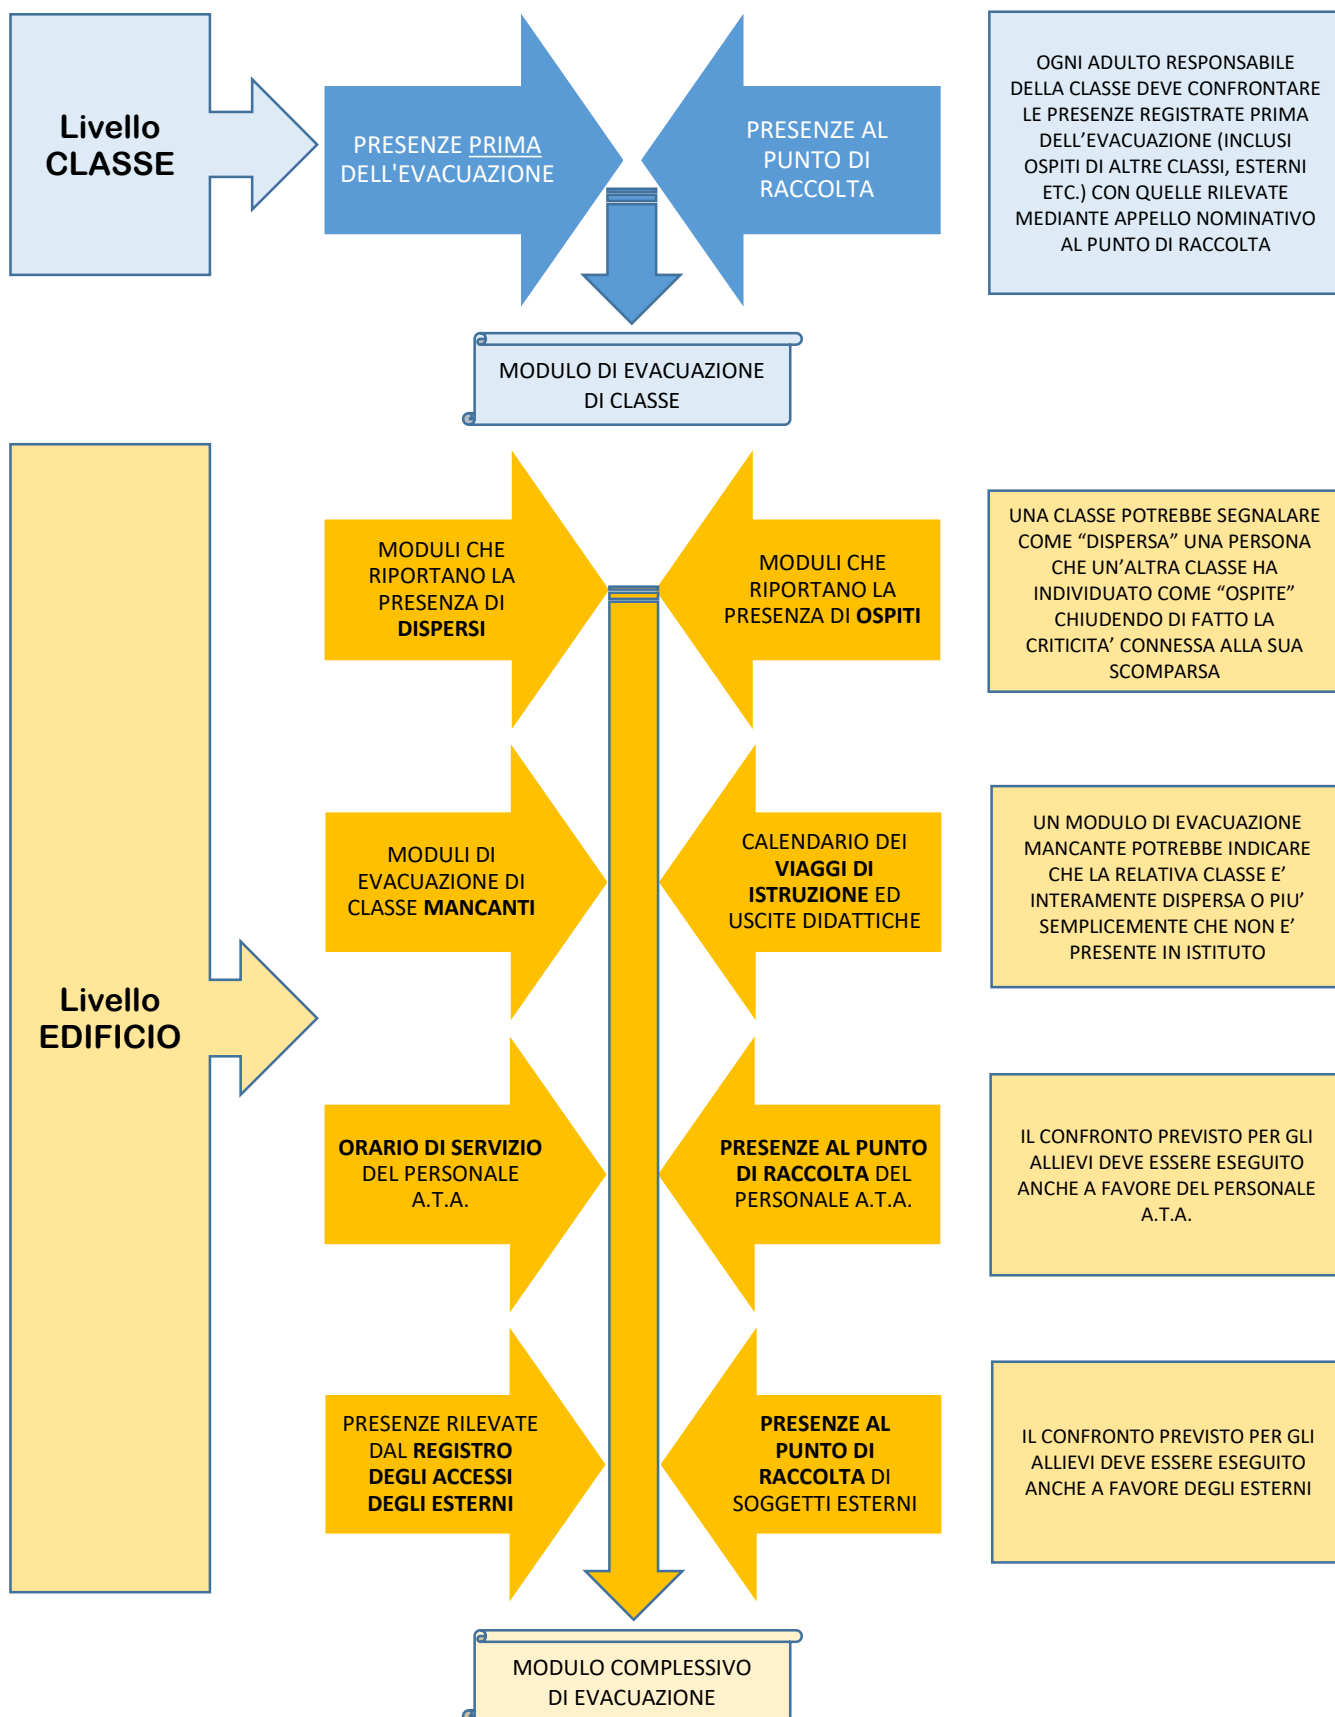 Livello
CLASSE
PRESENZE PRIMA
DELL'EVACUAZIONE
PRESENZE AL
PUNTO DI
RACCOLTA
OGNI ADULTO RESPONSABILE
DELLA CLASSE DEVE CONFRONTARE
LE PRESENZE REGISTRATE PRIMA
DELL’EVACUAZIONE (INCLUSI
OSPITI DI ALTRE CLASSI, ESTERNI
ETC.) CON QUELLE RILEVATE
MEDIANTE APPELLO NOMINATIVO
AL PUNTO DI RACCOLTA
MODULO DI EVACUAZIONE
DI CLASSE
Livello
EDIFICIO
MODULI CHE
RIPORTANO LA
PRESENZA DI
DISPERSI
MODULI CHE
RIPORTANO LA
PRESENZA DI OSPITI
UNA CLASSE POTREBBE SEGNALARE
COME “DISPERSA” UNA PERSONA
CHE UN’ALTRA CLASSE HA
INDIVIDUATO COME “OSPITE”
CHIUDENDO DI FATTO LA
CRITICITA’ CONNESSA ALLA SUA
SCOMPARSA
MODULI DI
EVACUAZIONE DI
CLASSE MANCANTI
CALENDARIO DEI
VIAGGI DI
ISTRUZIONE ED
USCITE DIDATTICHE
UN MODULO DI EVACUAZIONE
MANCANTE POTREBBE INDICARE
CHE LA RELATIVA CLASSE E’
INTERAMENTE DISPERSA O PIU’
SEMPLICEMENTE CHE NON E’
PRESENTE IN ISTITUTO
ORARIO DI SERVIZIO
DEL PERSONALE
A.T.A.
PRESENZE AL PUNTO
DI RACCOLTA DEL
PERSONALE A.T.A.
IL CONFRONTO PREVISTO PER GLI
ALLIEVI DEVE ESSERE ESEGUITO
ANCHE A FAVORE DEL PERSONALE
A.T.A.
PRESENZE RILEVATE
DAL REGISTRO
DEGLI ACCESSI
DEGLI ESTERNI
PRESENZE AL
PUNTO DI
RACCOLTA DI
SOGGETTI ESTERNI
IL CONFRONTO PREVISTO PER GLI
ALLIEVI DEVE ESSERE ESEGUITO
ANCHE A FAVORE DEGLI ESTERNI
MODULO COMPLESSIVO
DI EVACUAZIONE